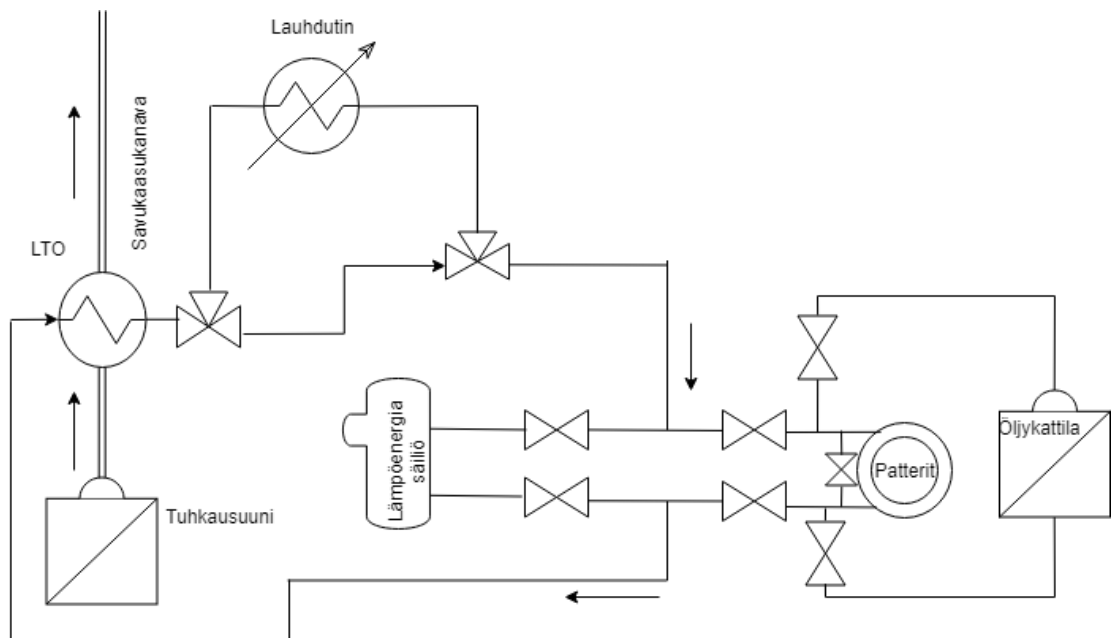 Lauhdutin
Savukaasukanava
LTO
Lämpöenergia
säiliö
Öljykattila
Patterit
Tuhkausuuni